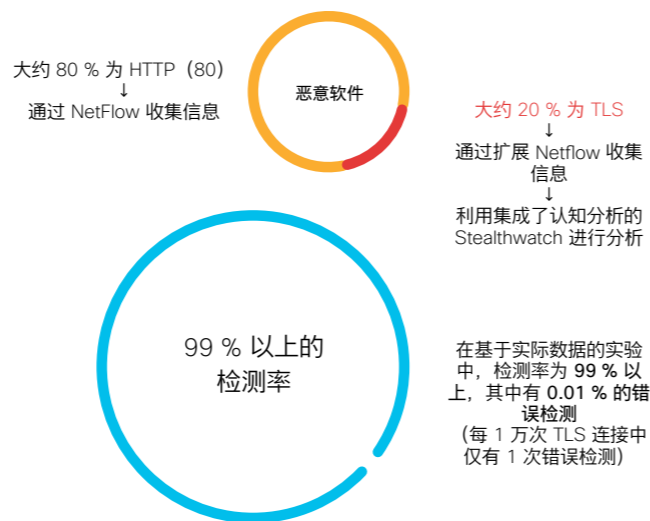 大约 80 % 为 HTTP（80）
↓
通过 NetFlow 收集信息
恶意软件
大约 20 % 为 TLS
↓
通过扩展 Netflow 收集
信息
↓
利用集成了认知分析的
Stealthwatch 进行分析
99 % 以上的
检测率
在基于实际数据的实验
中，检测率为 99 % 以
上，其中有 0.01 % 的错
误检测
（每 1 万次 TLS 连接中
仅有 1 次错误检测）